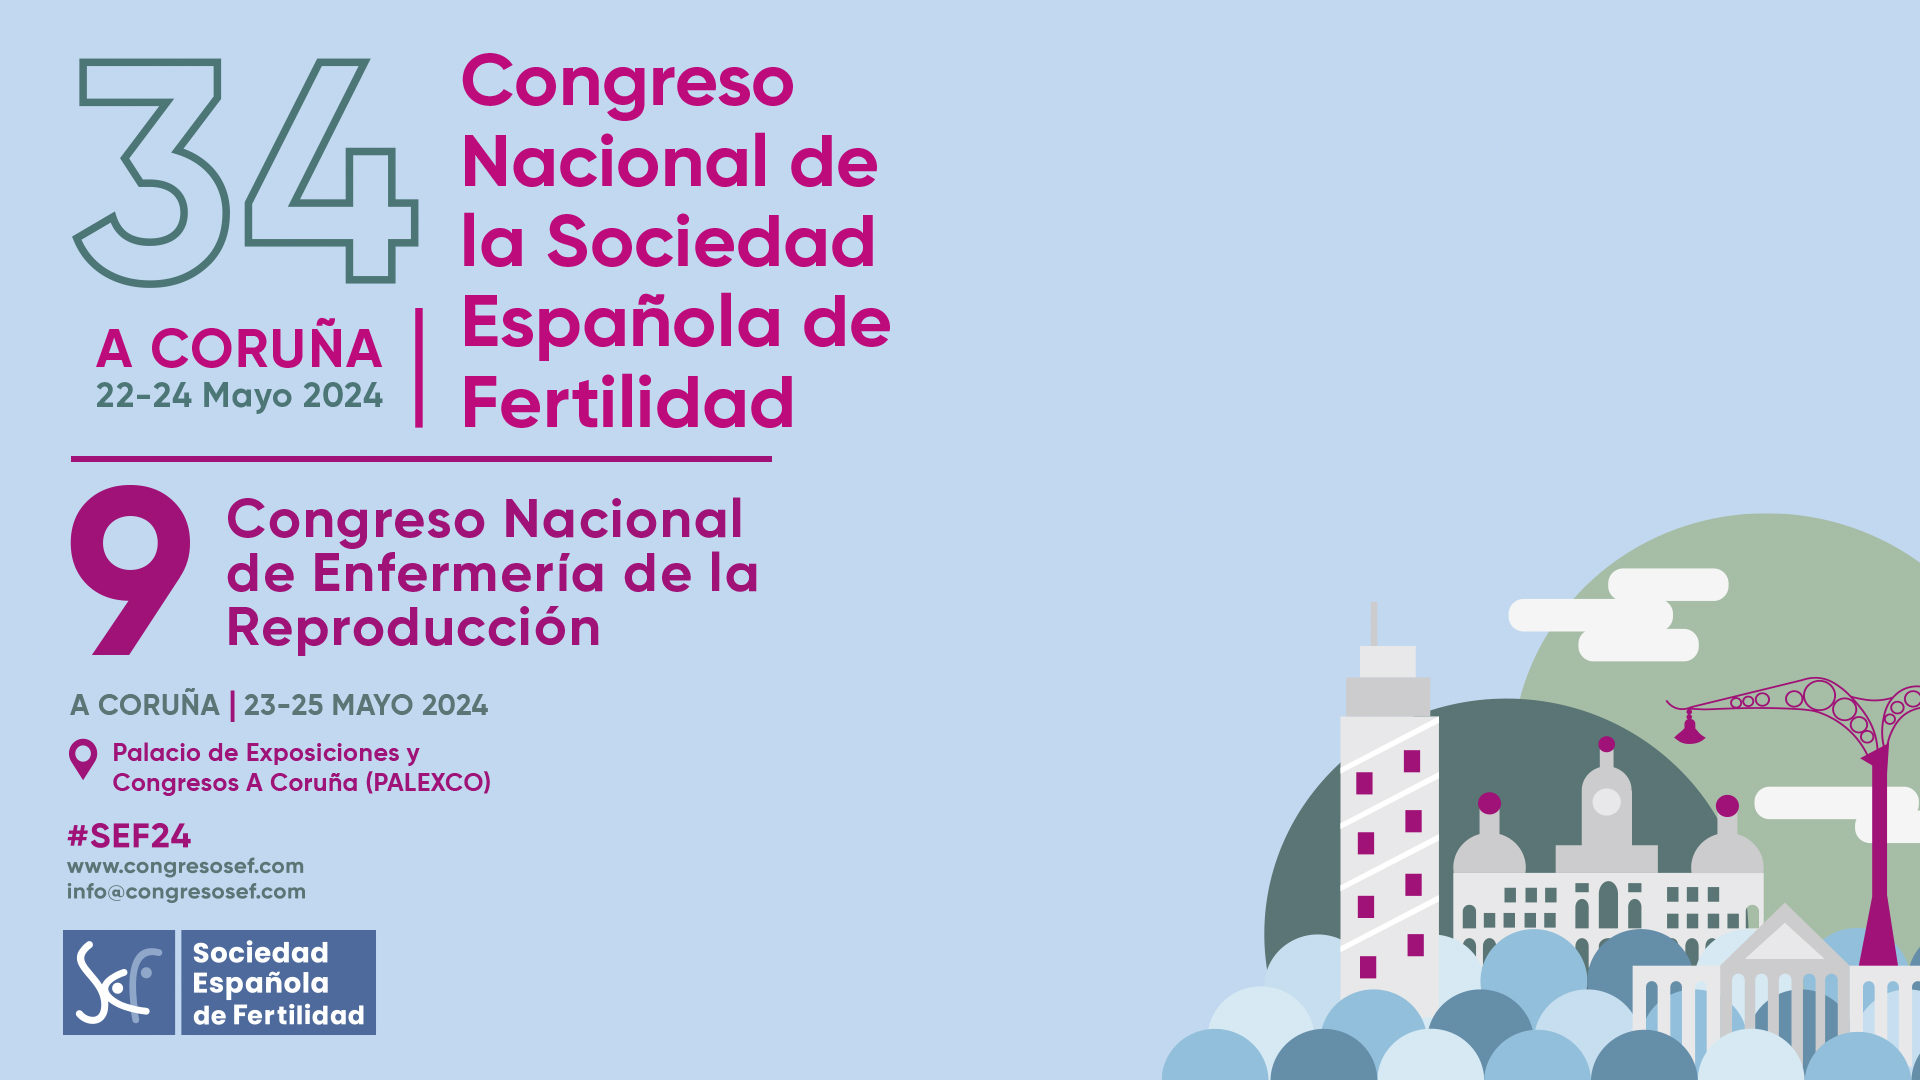 34
Congreso
Nacional de
la Sociedad
Española de
Fertilidad
A CORUÑA
22-24 Mayo 2024
9
Congreso Nacional
de Enfermería de la
Reproducción
A CORUÑA | 23-25 MAYO 2024
Palacio de Exposiciones y
Congresos A Coruña (PALEXCO)
#SEF24
www.congresosef.com
info@congresosef.com
Sef
Sociedad
Española
de Fertilidad